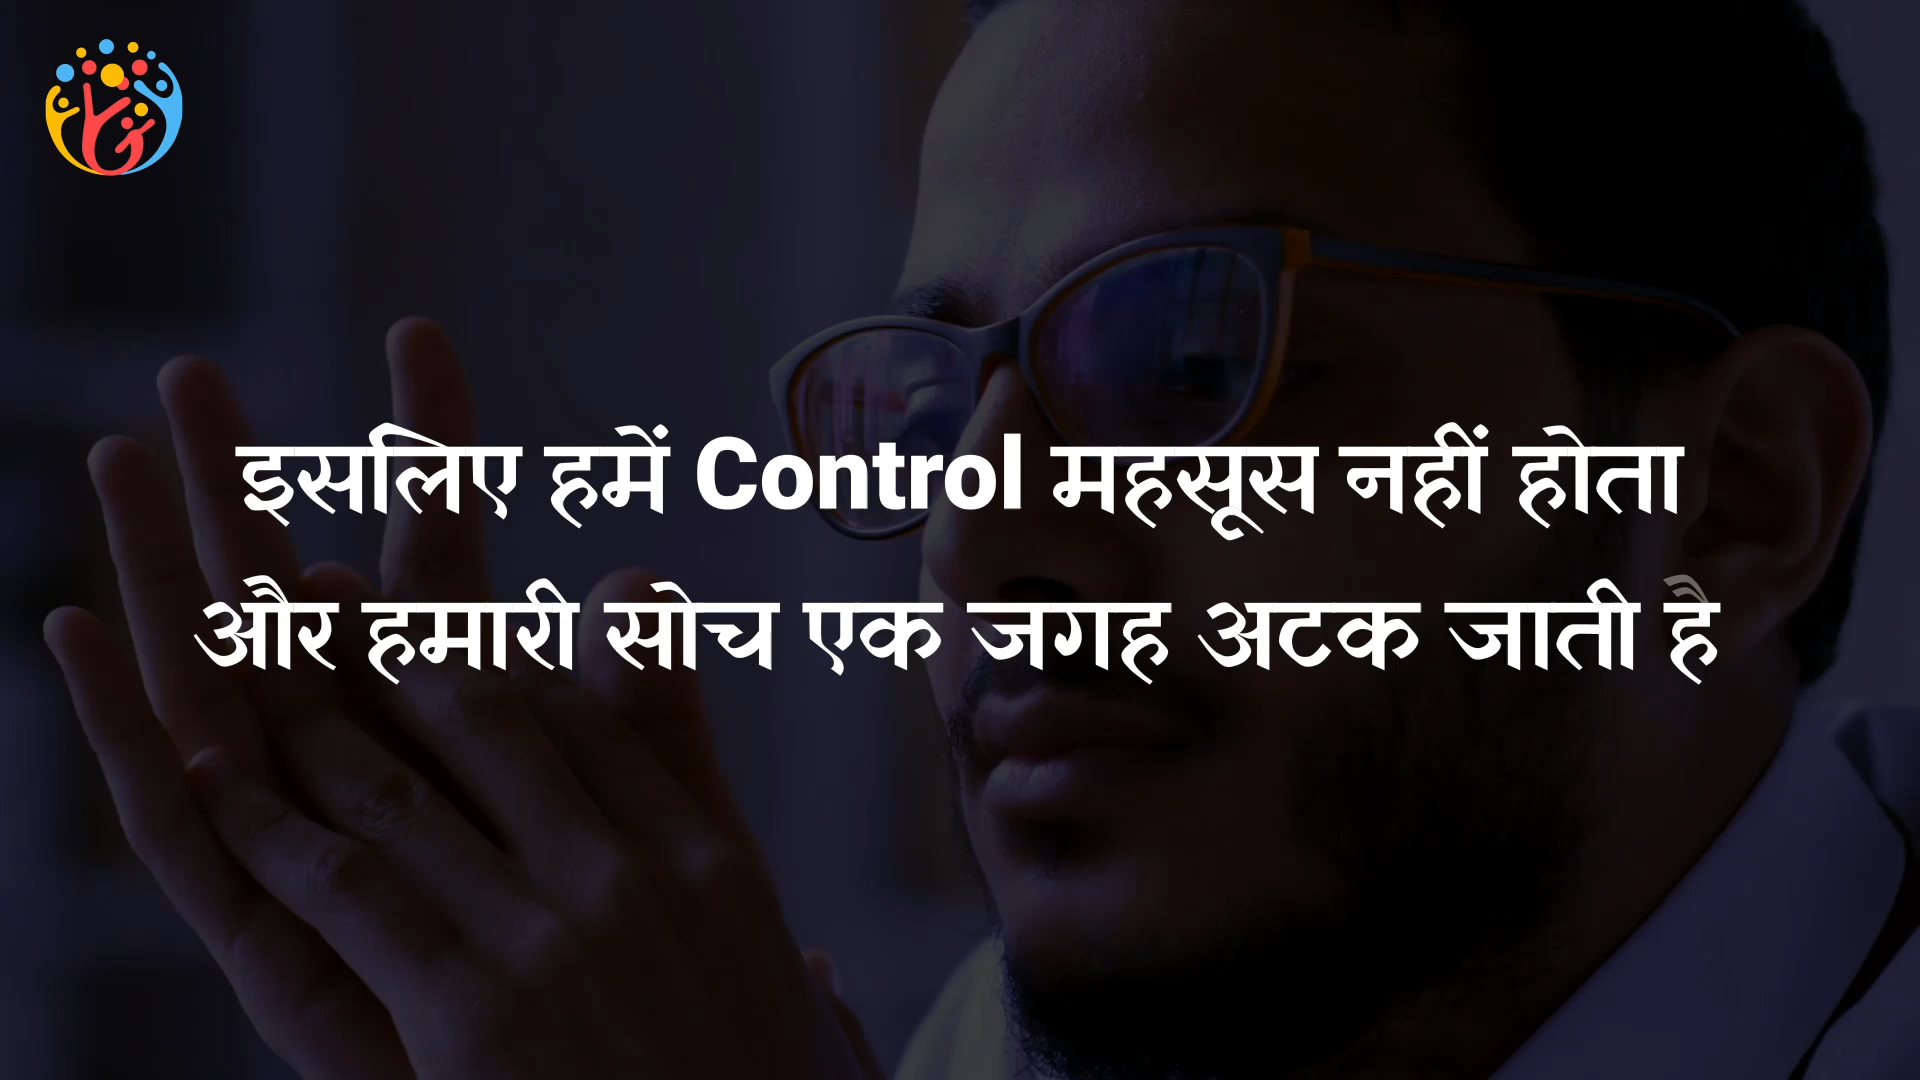 इसलिए हमें Control महसूस नहीं होता
और हमारी सोच एक जगह अटक जाती है